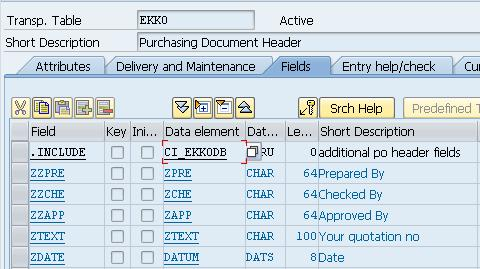 Transp. Table EKKO Active
Short Description Purchasing Document Header
Attributes Delivery and Maintenance Fields Entry help/check Cu
Srch Help Predefined T
Field Key Ini... Data element Dat... Le... Short Description
.INCLUDE CI_EKKODB RU 0 additional po header fields
ZZPRE ZPRE CHAR 64 Prepared By
ZZCHE ZCHE CHAR 64 Checked By
ZZAPP ZAPP CHAR 64 Approved By
ZTEXT ZTEXT CHAR 100 Your quotation no
ZDATE DATUM DATS 8 Date